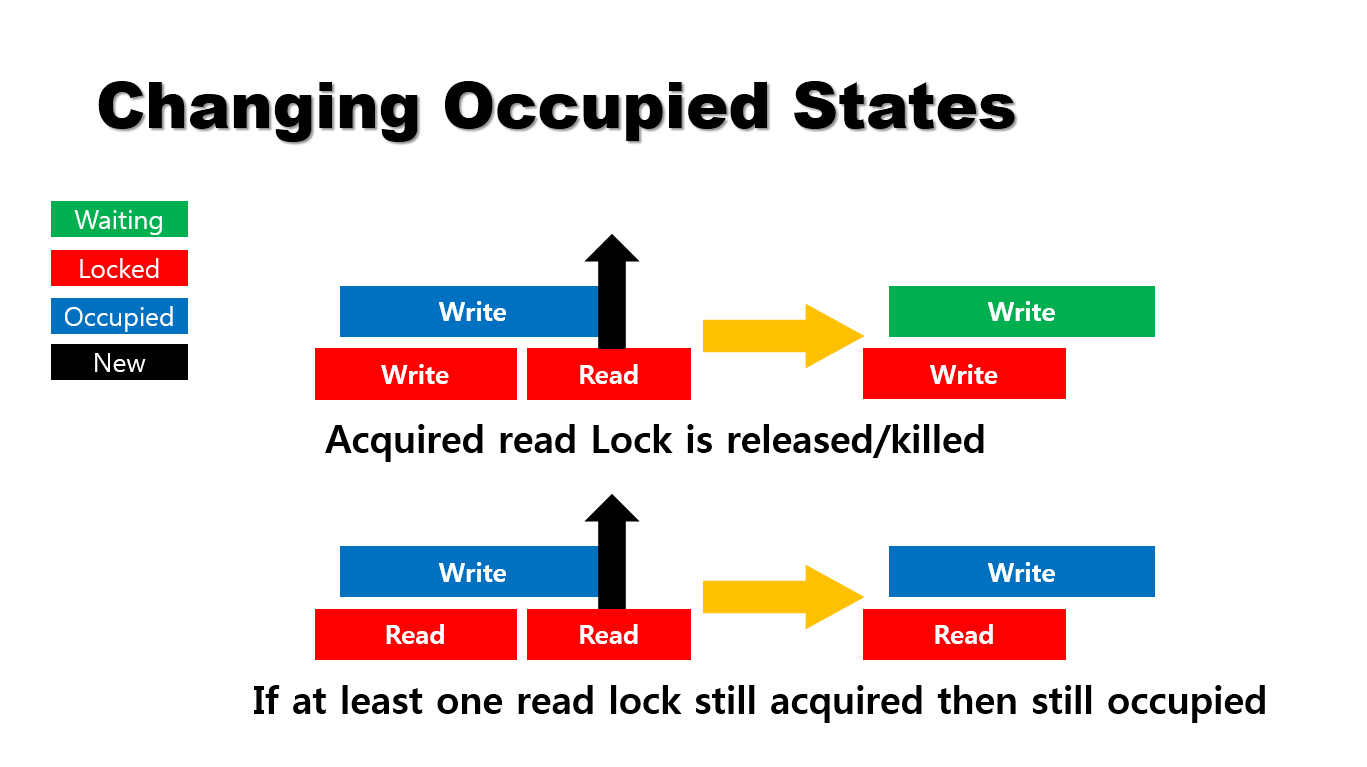 Changing Occupied States
Waiting
Locked
Occupied
New
Write
Write
Write Read
Write
Acquired read Lock is released/killed
Write
Write
Read Read
Read
If at least one read lock still acquired then still occupied